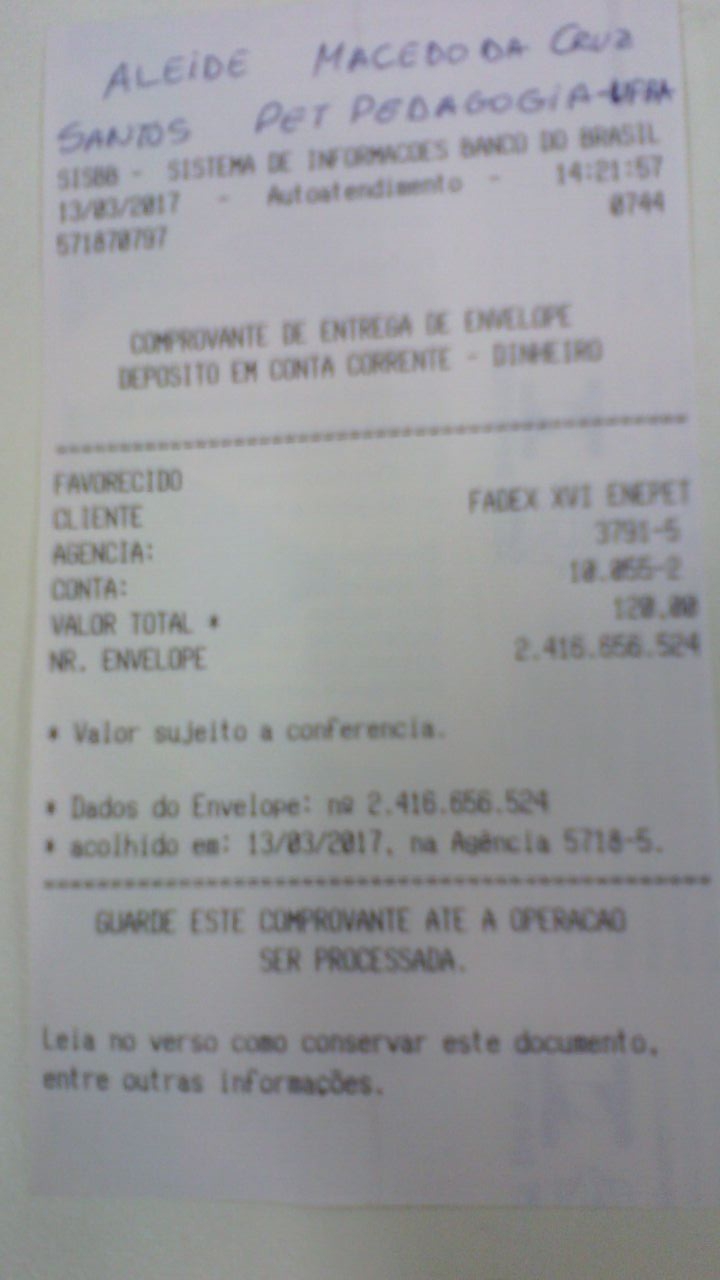 ALEIDE MACEDO DA CRUZ
SANTOS PET PEDAGOGIA-UFBA
SISBB - SISTEMA DE INFORMACOES BANCO DO BRASIL
13/03/2017 - Autoatendimento - 14:21:57
571870797 0744
COMPROVANTE DE ENTREGA DE ENVELOPE
DEPOSITO EM CONTA CORRENTE - DINHEIRO
FAVORECIDO
CLIENTE FADEX XVI ENEPET
AGENCIA: 3791-5
CONTA: 10.055-2
VALOR TOTAL * 120,00
NR. ENVELOPE 2.416.656.524
* Valor sujeito a conferencia.
* Dados do Envelope: nº 2.416.656.524
* acolhido em: 13/03/2017, na Agência 5718-5.
GUARDE ESTE COMPROVANTE ATE A OPERACAO
SER PROCESSADA.
Leia no verso como conservar este documento,
entre outras informações.